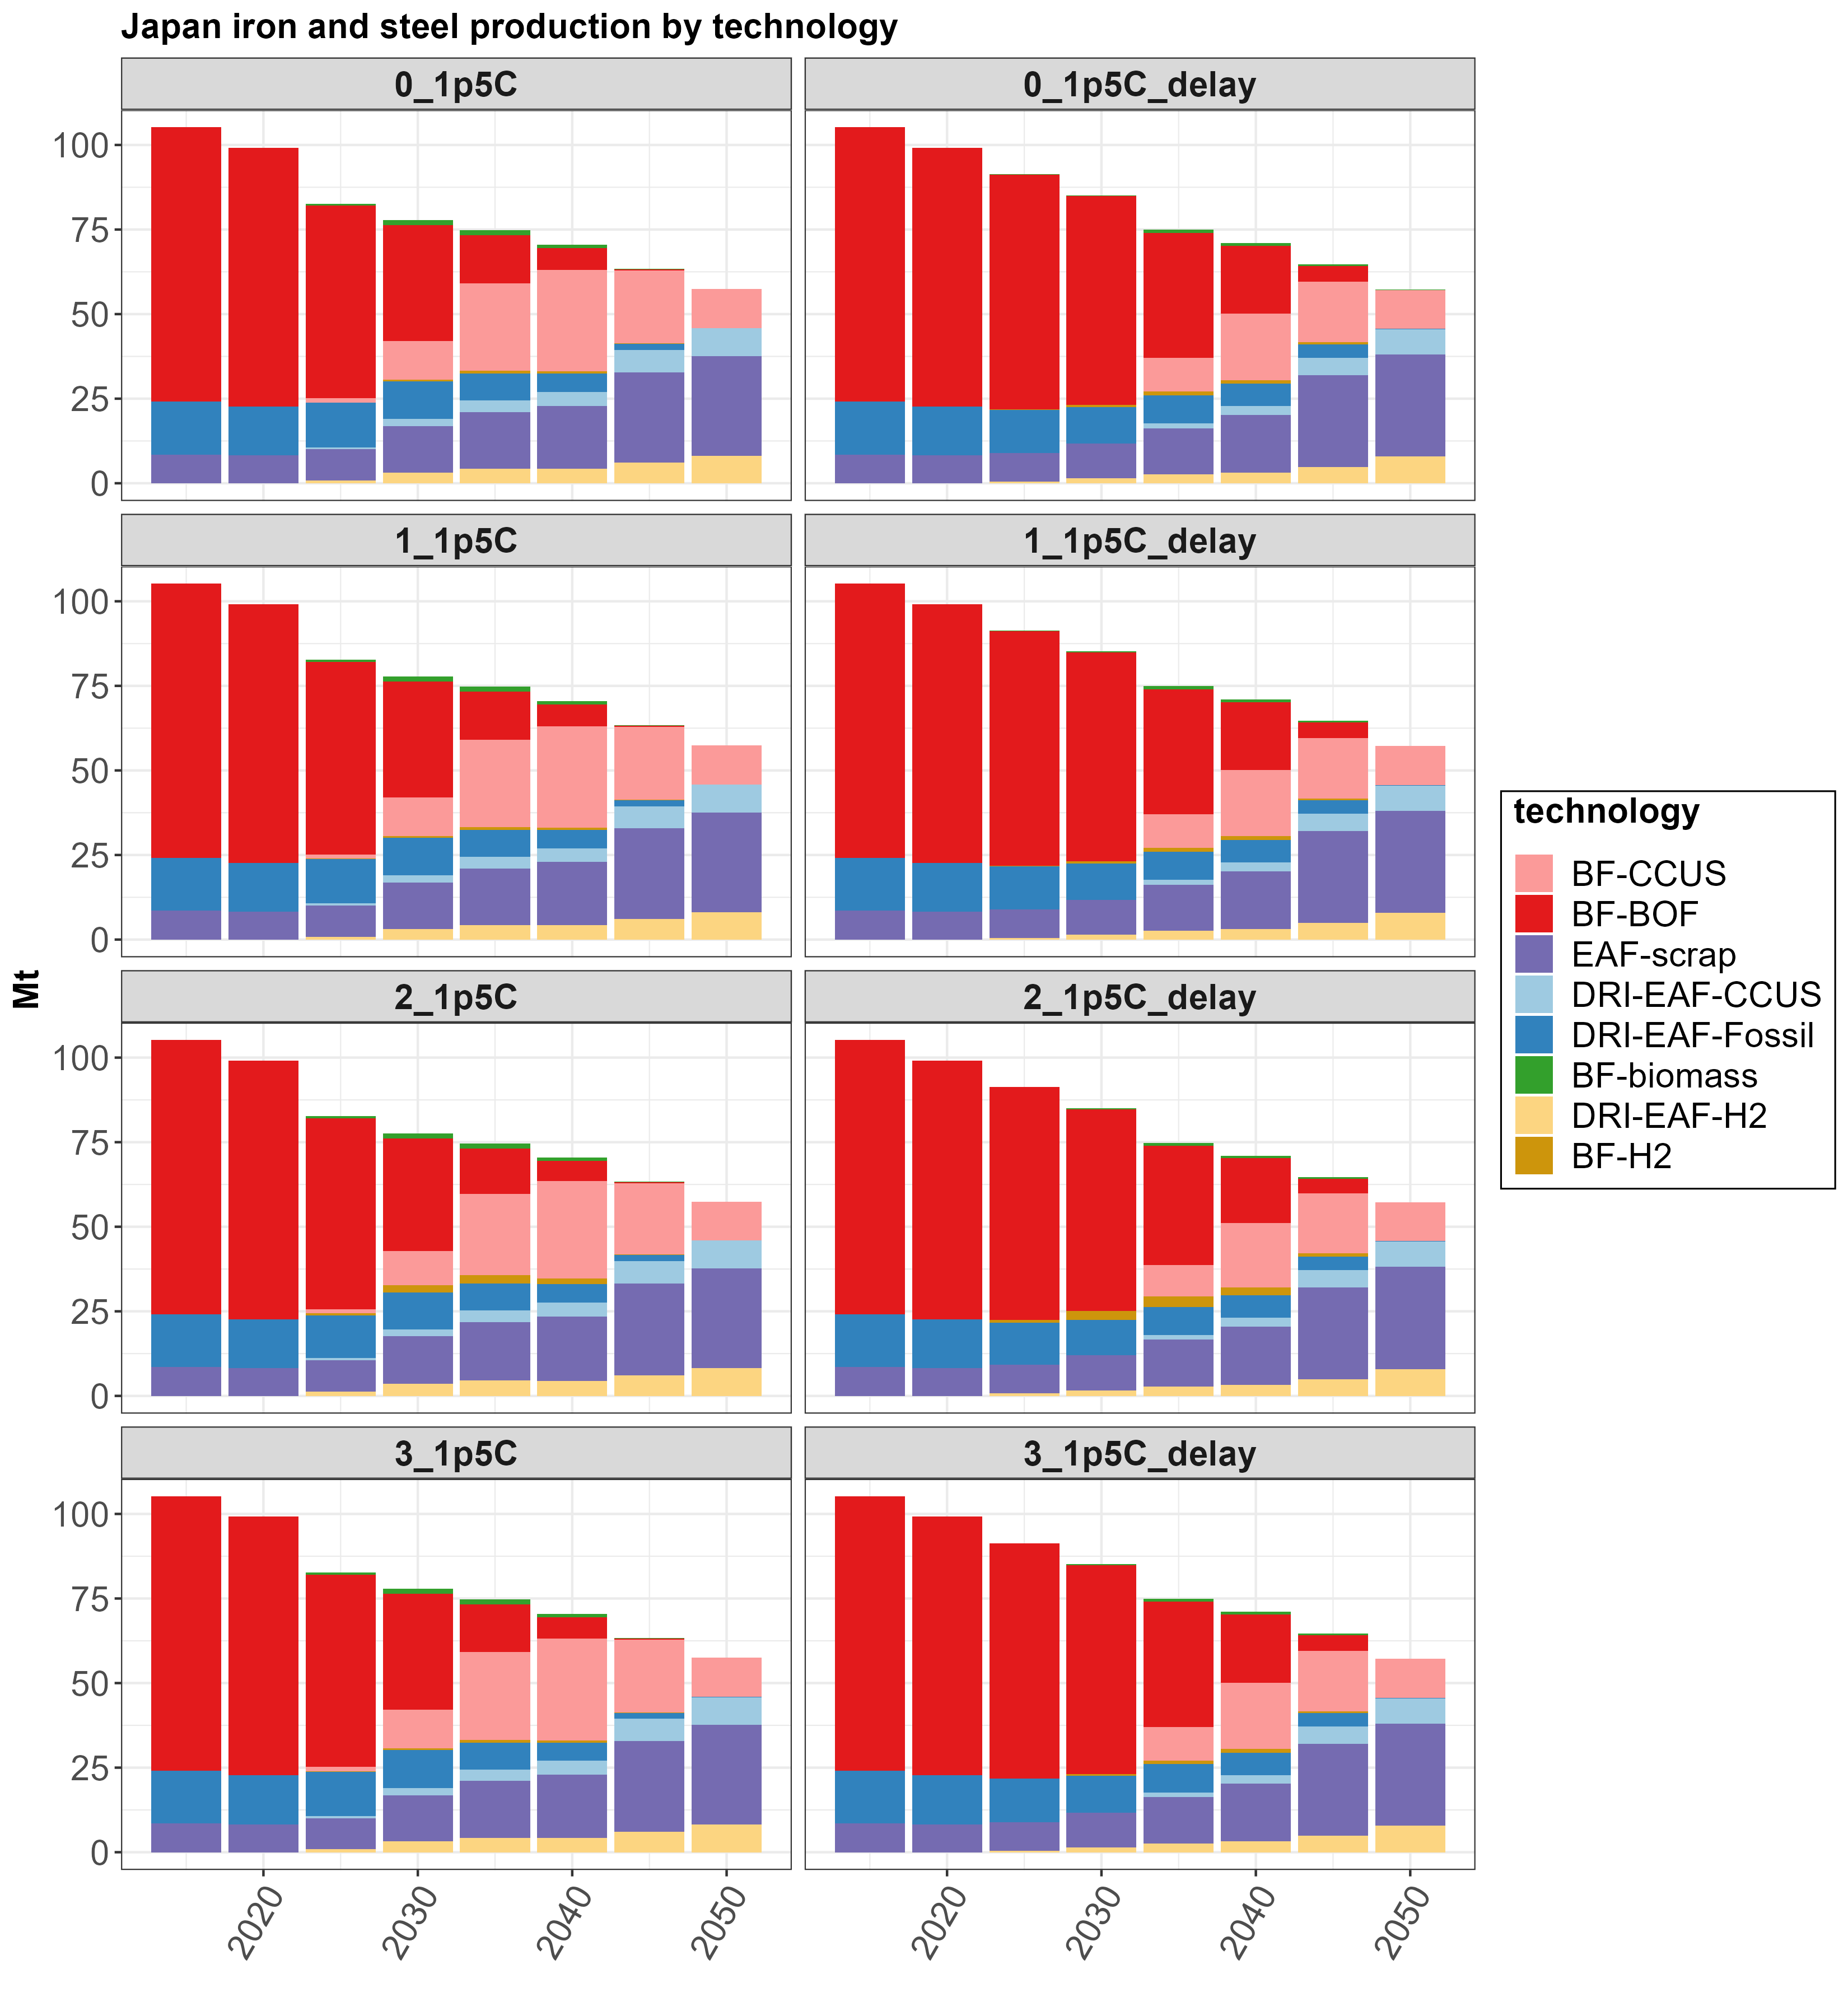 Japan iron and steel production by technology
0_1p5C
0_1p5C_delay
100
75
50
25
0
1_1p5C
1_1p5C_delay
100
75
50
25
0
2_1p5C
2_1p5C_delay
100
75
50
25
0
3_1p5C
3_1p5C_delay
100
75
50
25
0
2020
2030
2040
2050
2020
2030
2040
2050
Mt
technology
BF-CCUS
BF-BOF
EAF-scrap
DRI-EAF-CCUS
DRI-EAF-Fossil
BF-biomass
DRI-EAF-H2
BF-H2